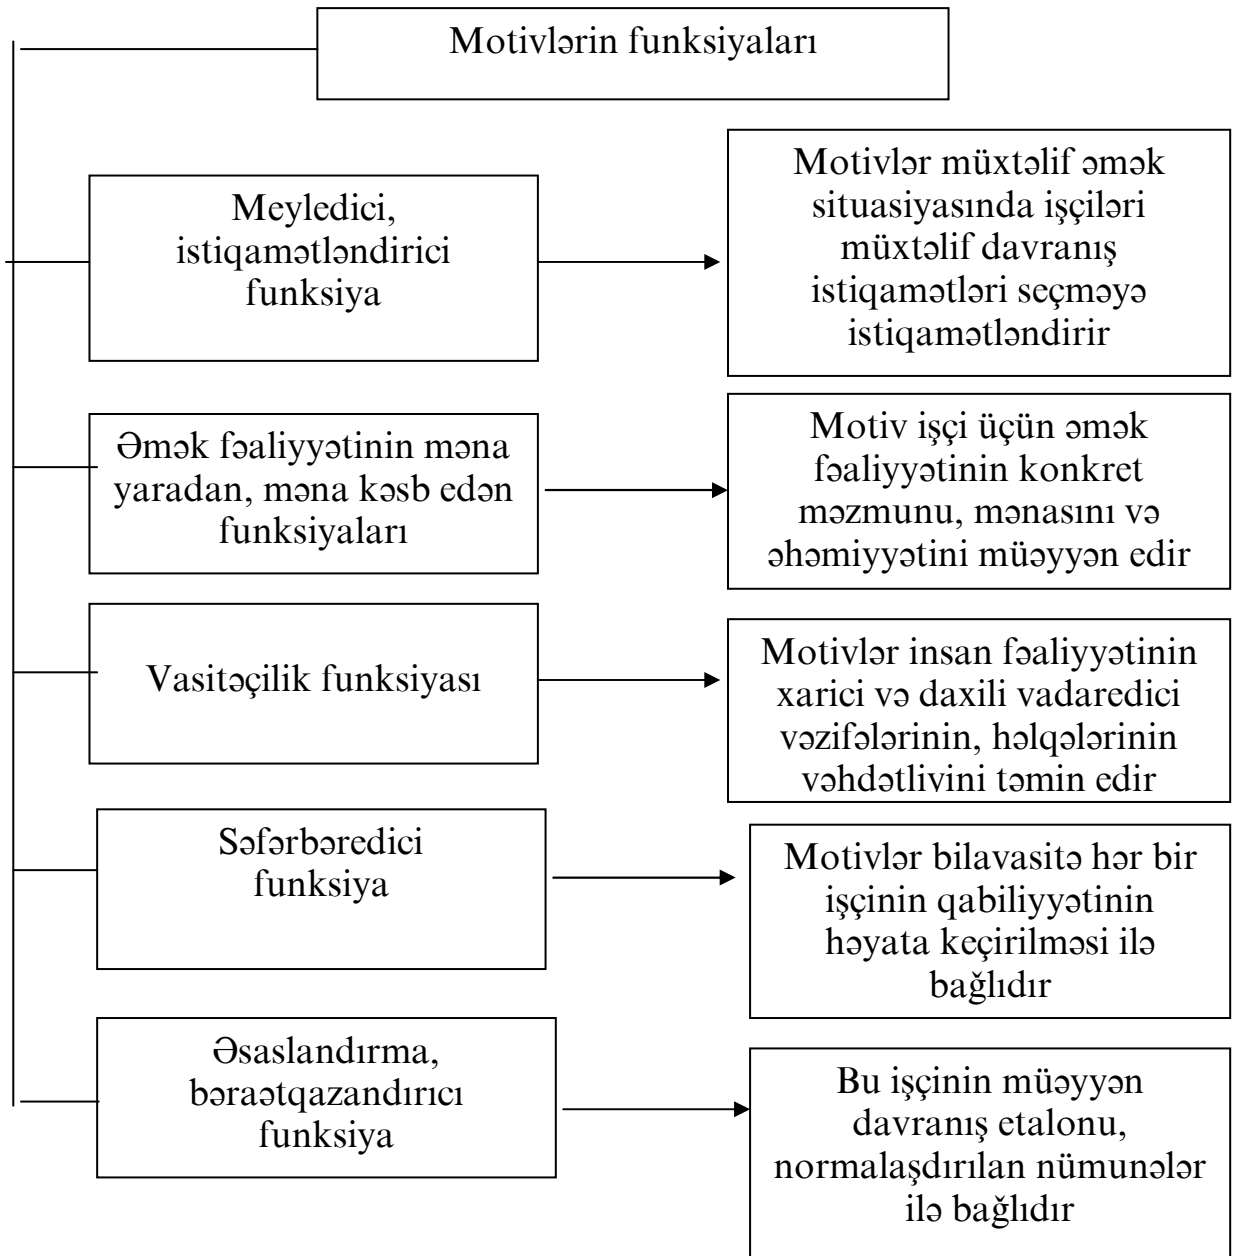 Motivlərin funksiyaları
Meyledici,
istiqamətləndirici
funksiya
Motivlər müxtəlif əmək
situasiyasında işçiləri
müxtəlif davranış
istiqamətləri seçməyə
istiqamətləndirir
Əmək fəaliyyətinin məna
yaradan, məna kəsb edən
funksiyaları
Motiv işçi üçün əmək
fəaliyyətinin konkret
məzmunu, mənasını və
əhəmiyyətini müəyyən edir
Vasitəçilik funksiyası
Motivlər insan fəaliyyətinin
xarici və daxili vadaredici
vəzifələrinin, həlqələrinin
vəhdətlivini təmin edir
Səfərbəredici
funksiya
Motivlər bilavasitə hər bir
işçinin qabiliyyətinin
həyata keçirilməsi ilə
bağlıdır
Əsaslandırma,
bəraətqazandırıcı
funksiya
Bu işçinin müəyyən
davranış etalonu,
normalaşdırılan nümunələr
ilə bağlıdır